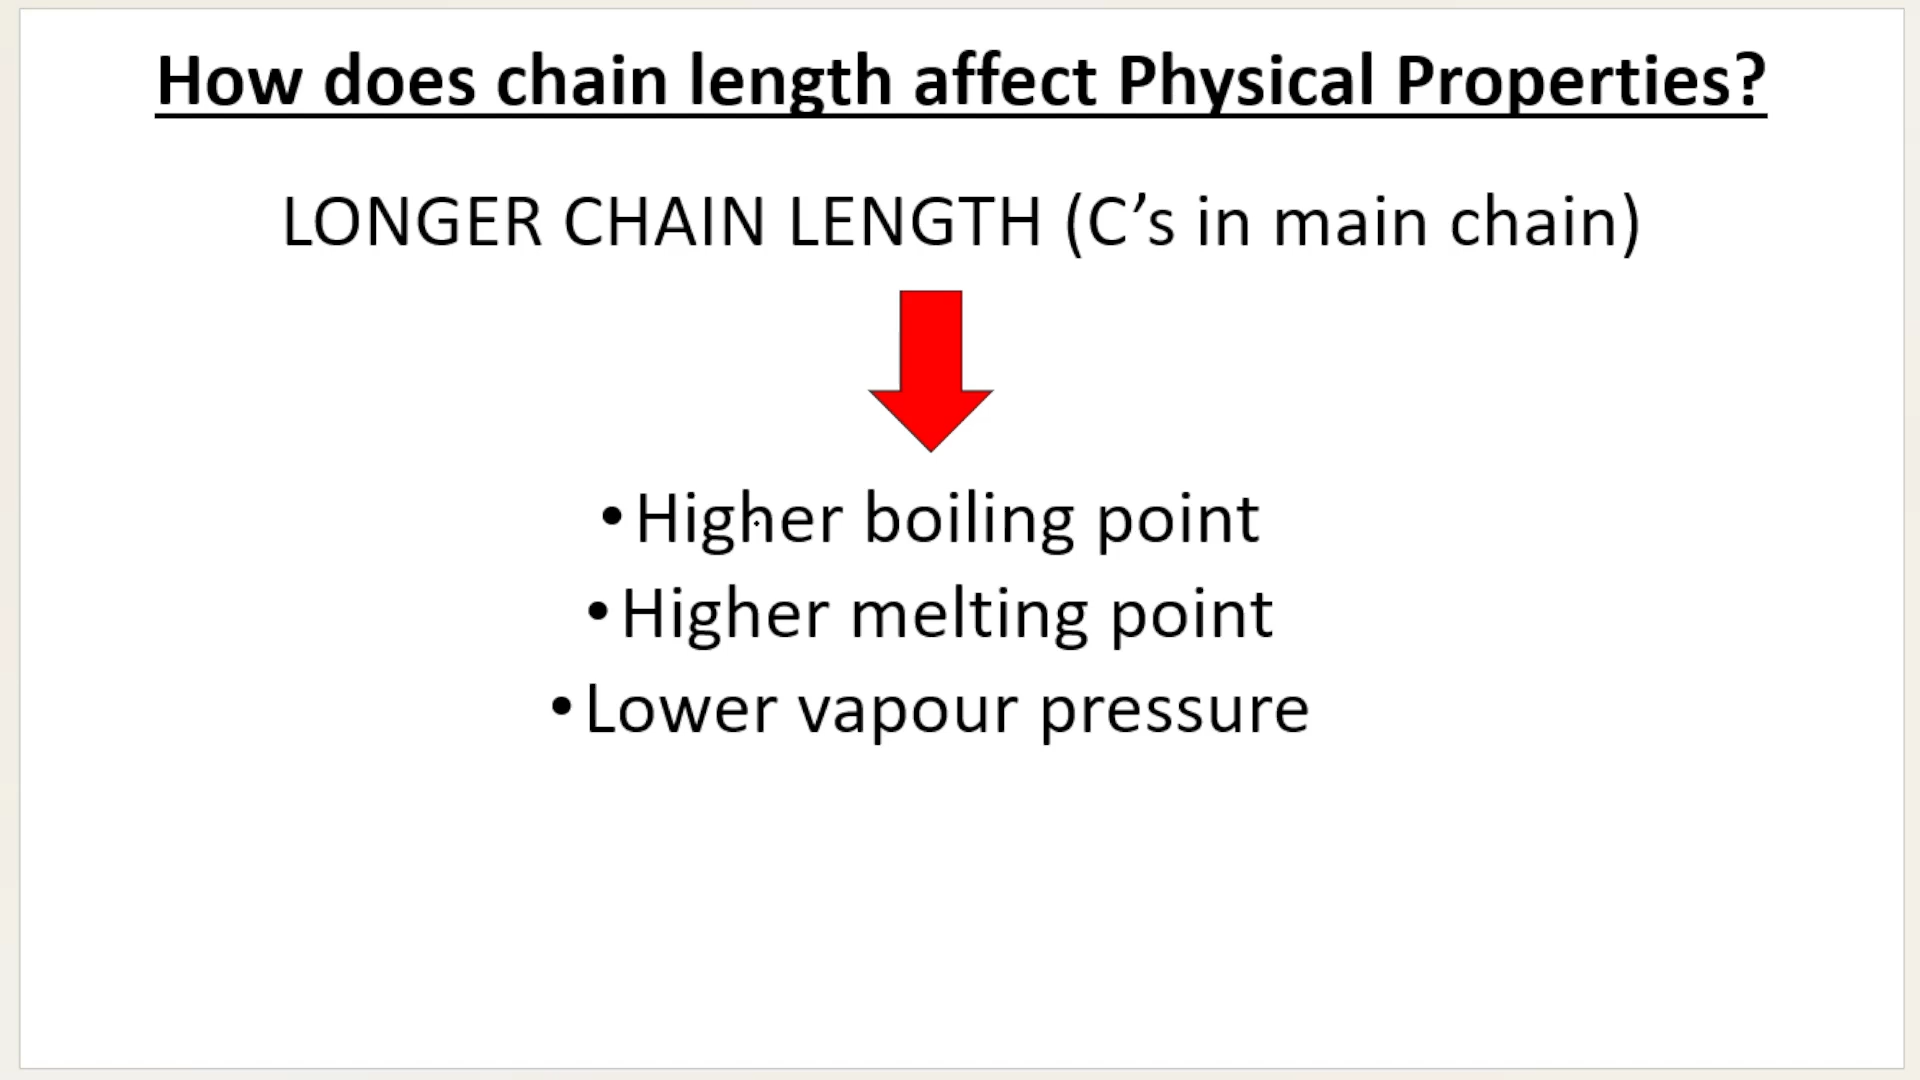 How does chain length affect Physical Properties?
LONGER CHAIN LENGTH (C’s in main chain)
• Higher boiling point
• Higher melting point
• Lower vapour pressure